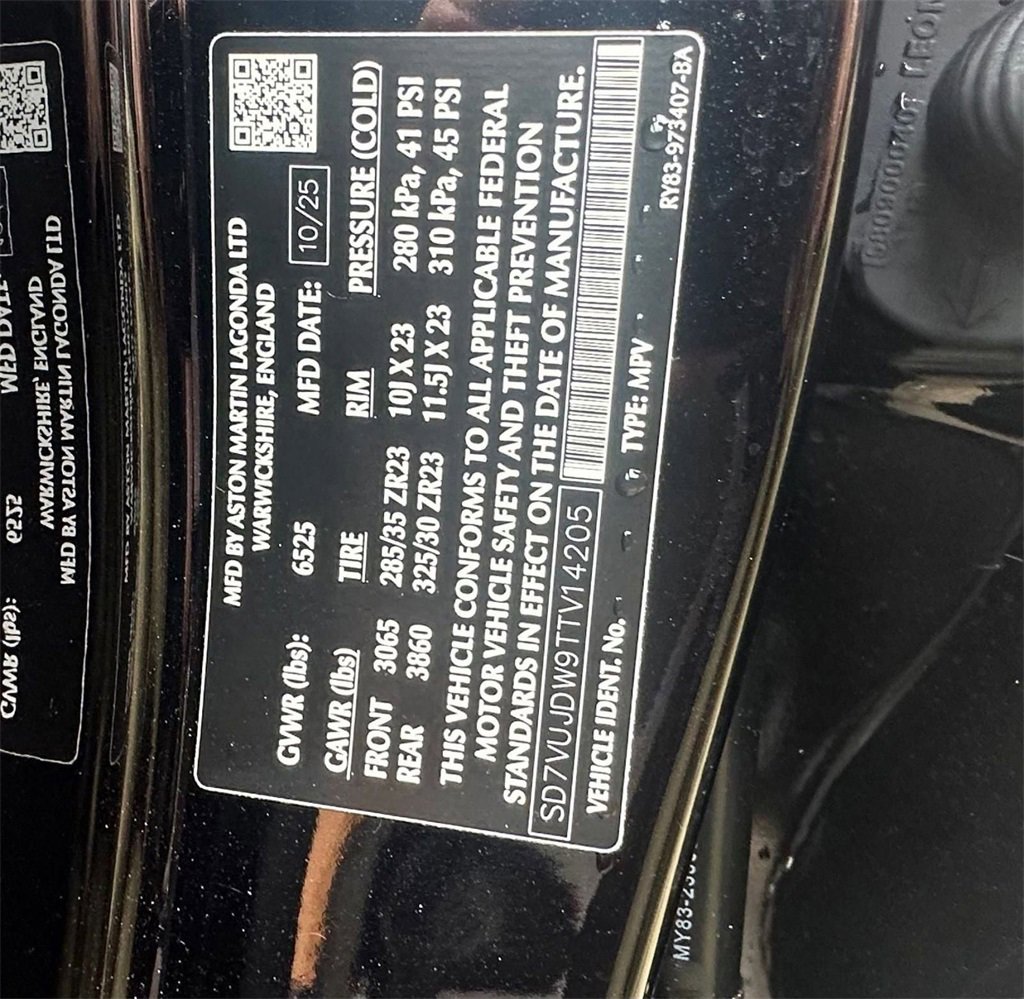 MFD BY ASTON MARTIN LAGONDA LTD
WARWICKSHIRE, ENGLAND
GVWR (lbs): 6525 MFD DATE: 10/25
GAWR (lbs) TIRE RIM PRESSURE (COLD)
FRONT 3065 285/35 ZR23 10J X 23 280 kPa, 41 PSI
REAR 3860 325/30 ZR23 11.5J X 23 310 kPa, 45 PSI
THIS VEHICLE CONFORMS TO ALL APPLICABLE FEDERAL
MOTOR VEHICLE SAFETY AND THEFT PREVENTION
STANDARDS IN EFFECT ON THE DATE OF MANUFACTURE.
SD7VUJDW9TTV14205
VEHICLE IDENT. No. TYPE: MPV
RY83-973407-BA